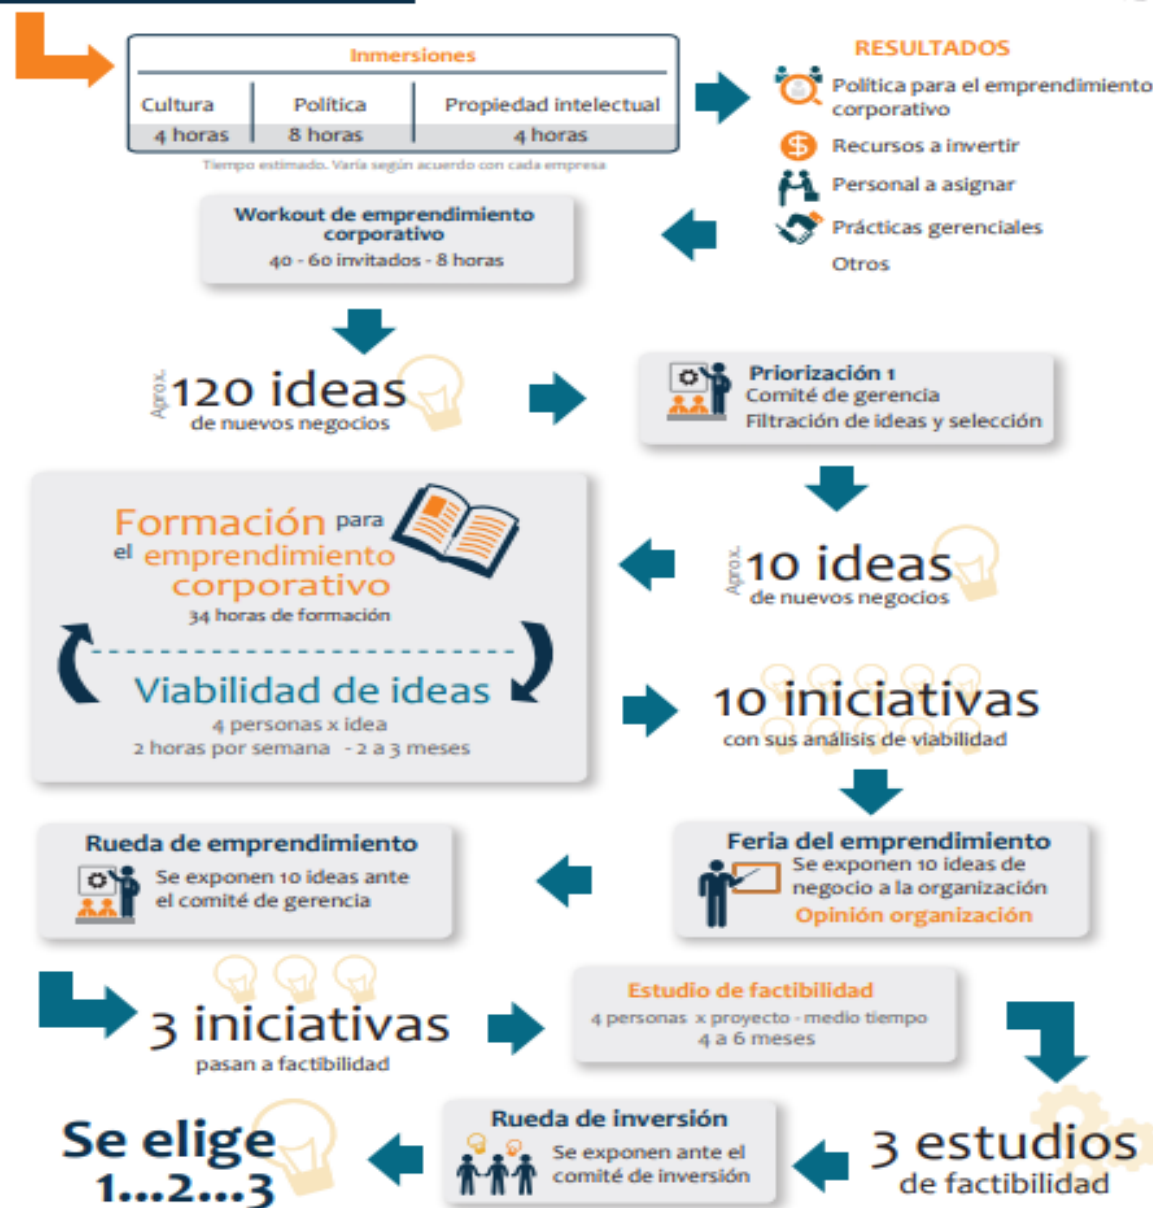 Inmersiones
Cultura
Política
Propiedad intelectual
4 horas
8 horas
4 horas
Tiempo estimado. Varía según acuerdo con cada empresa
RESULTADOS
Política para el emprendimiento
corporativo
Recursos a invertir
Personal a asignar
Prácticas gerenciales
Otros
Workout de emprendimiento
corporativo
40 - 60 invitados - 8 horas
Aprox.
120 ideas
de nuevos negocios
Priorización 1
Comité de gerencia
Filtración de ideas y selección
Aprox.
10 ideas
de nuevos negocios
Formación para
el emprendimiento
corporativo
34 horas de formación
Viabilidad de ideas
4 personas x idea
2 horas por semana - 2 a 3 meses
10 iniciativas
con sus análisis de viabilidad
Feria del emprendimiento
Se exponen 10 ideas de
negocio a la organización
Opinión organización
Rueda de emprendimiento
Se exponen 10 ideas ante
el comité de gerencia
3 iniciativas
pasan a factibilidad
Estudio de factibilidad
4 personas x proyecto - medio tiempo
4 a 6 meses
3 estudios
de factibilidad
Rueda de inversión
Se exponen ante el
comité de inversión
Se elige
1...2...3